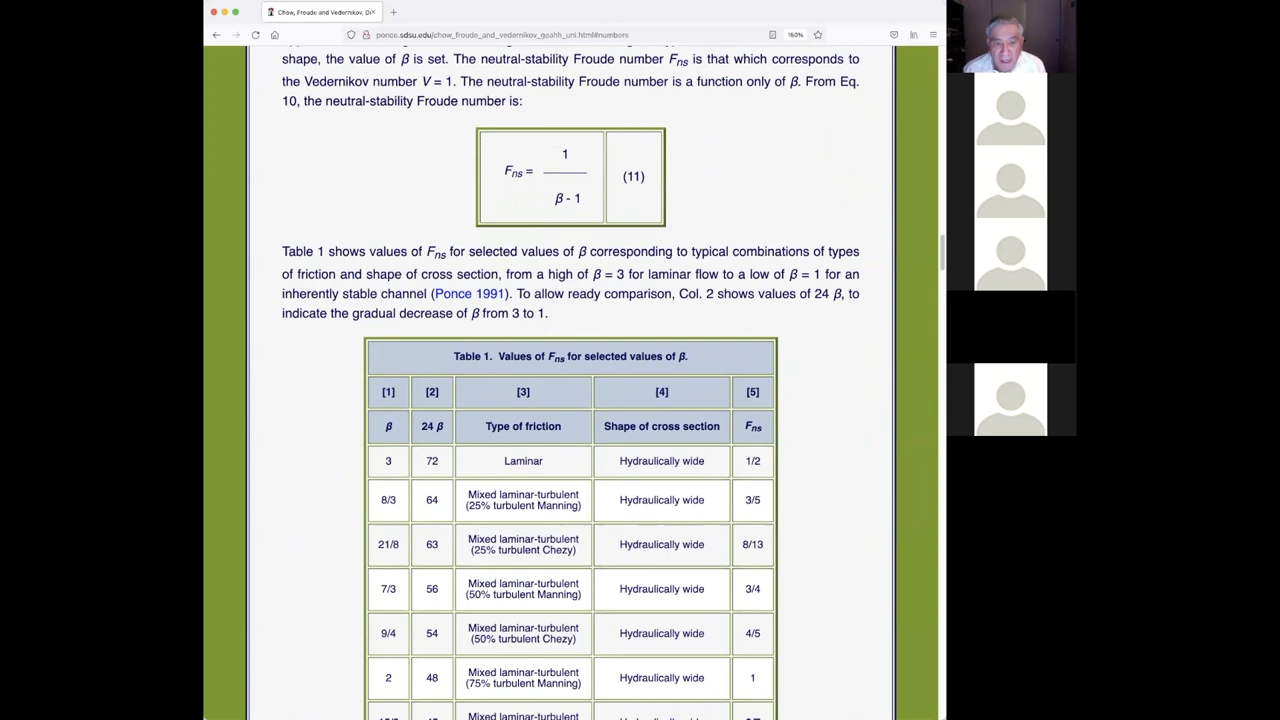 Chow, Froude and Vedernikov, Di
ponce.sdsu.edu/chow_froude_and_vedernikov_goahh_uni.html#numbers
160%
shape, the value of β is set. The neutral-stability Froude number Fns is that which corresponds to
the Vedernikov number V = 1. The neutral-stability Froude number is a function only of β. From Eq.
10, the neutral-stability Froude number is:
Fns = 1 / β - 1 (11)
Table 1 shows values of Fns for selected values of β corresponding to typical combinations of types
of friction and shape of cross section, from a high of β = 3 for laminar flow to a low of β = 1 for an
inherently stable channel (Ponce 1991). To allow ready comparison, Col. 2 shows values of 24 β, to
indicate the gradual decrease of β from 3 to 1.
Table 1. Values of Fns for selected values of β.
[1] [2] [3] [4] [5]
β 24 β Type of friction Shape of cross section Fns
3 72 Laminar Hydraulically wide 1/2
8/3 64 Mixed laminar-turbulent (25% turbulent Manning) Hydraulically wide 3/5
21/8 63 Mixed laminar-turbulent (25% turbulent Chezy) Hydraulically wide 8/13
7/3 56 Mixed laminar-turbulent (50% turbulent Manning) Hydraulically wide 3/4
9/4 54 Mixed laminar-turbulent (50% turbulent Chezy) Hydraulically wide 4/5
2 48 Mixed laminar-turbulent (75% turbulent Manning) Hydraulically wide 1
Mixed laminar-turbulent